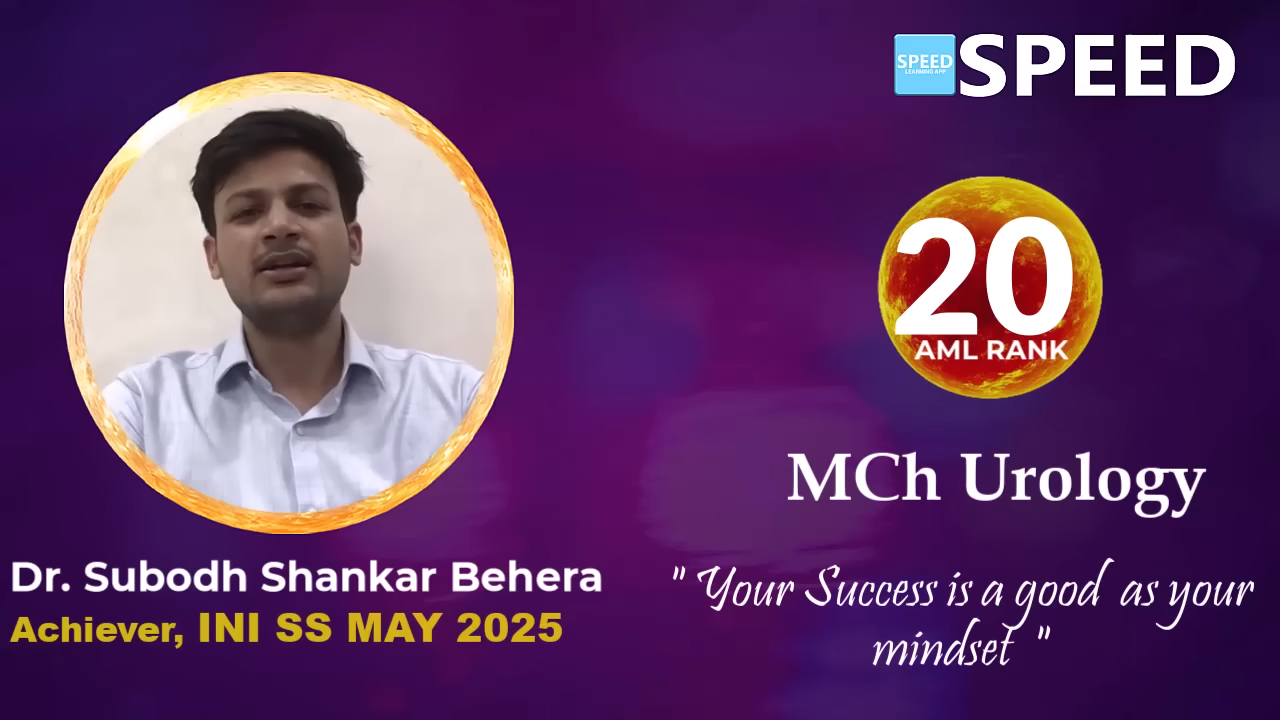 SPEED
LEARNING APP
SPEED
20
AML RANK
MCh Urology
Dr. Subodh Shankar Behera
Achiever, INI SS MAY 2025
" Your Success is a good as your
mindset "